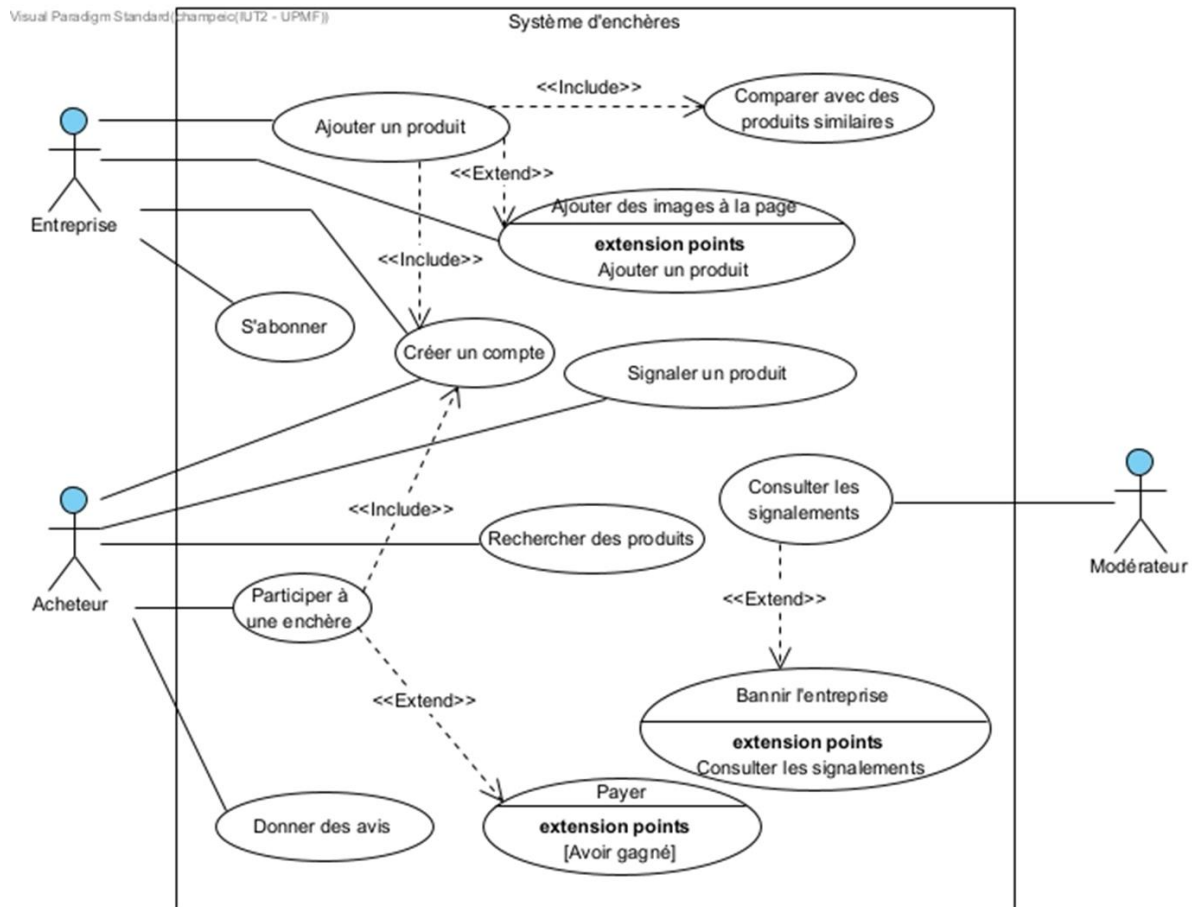 Visual Paradigm Standard(champeic(IUT2 - UPMF))
Système d'enchères
<<Include>>
Comparer avec des
produits similaires
Ajouter un produit
<<Extend>>
Ajouter des images à la page
extension points
Ajouter un produit
Entreprise
<<Include>>
S'abonner
Créer un compte
Signaler un produit
Consulter les
signalements
<<Include>>
Rechercher des produits
Modérateur
Acheteur
Participer à
une enchère
<<Extend>>
<<Extend>>
Bannir l'entreprise
extension points
Consulter les signalements
Payer
extension points
[Avoir gagné]
Donner des avis